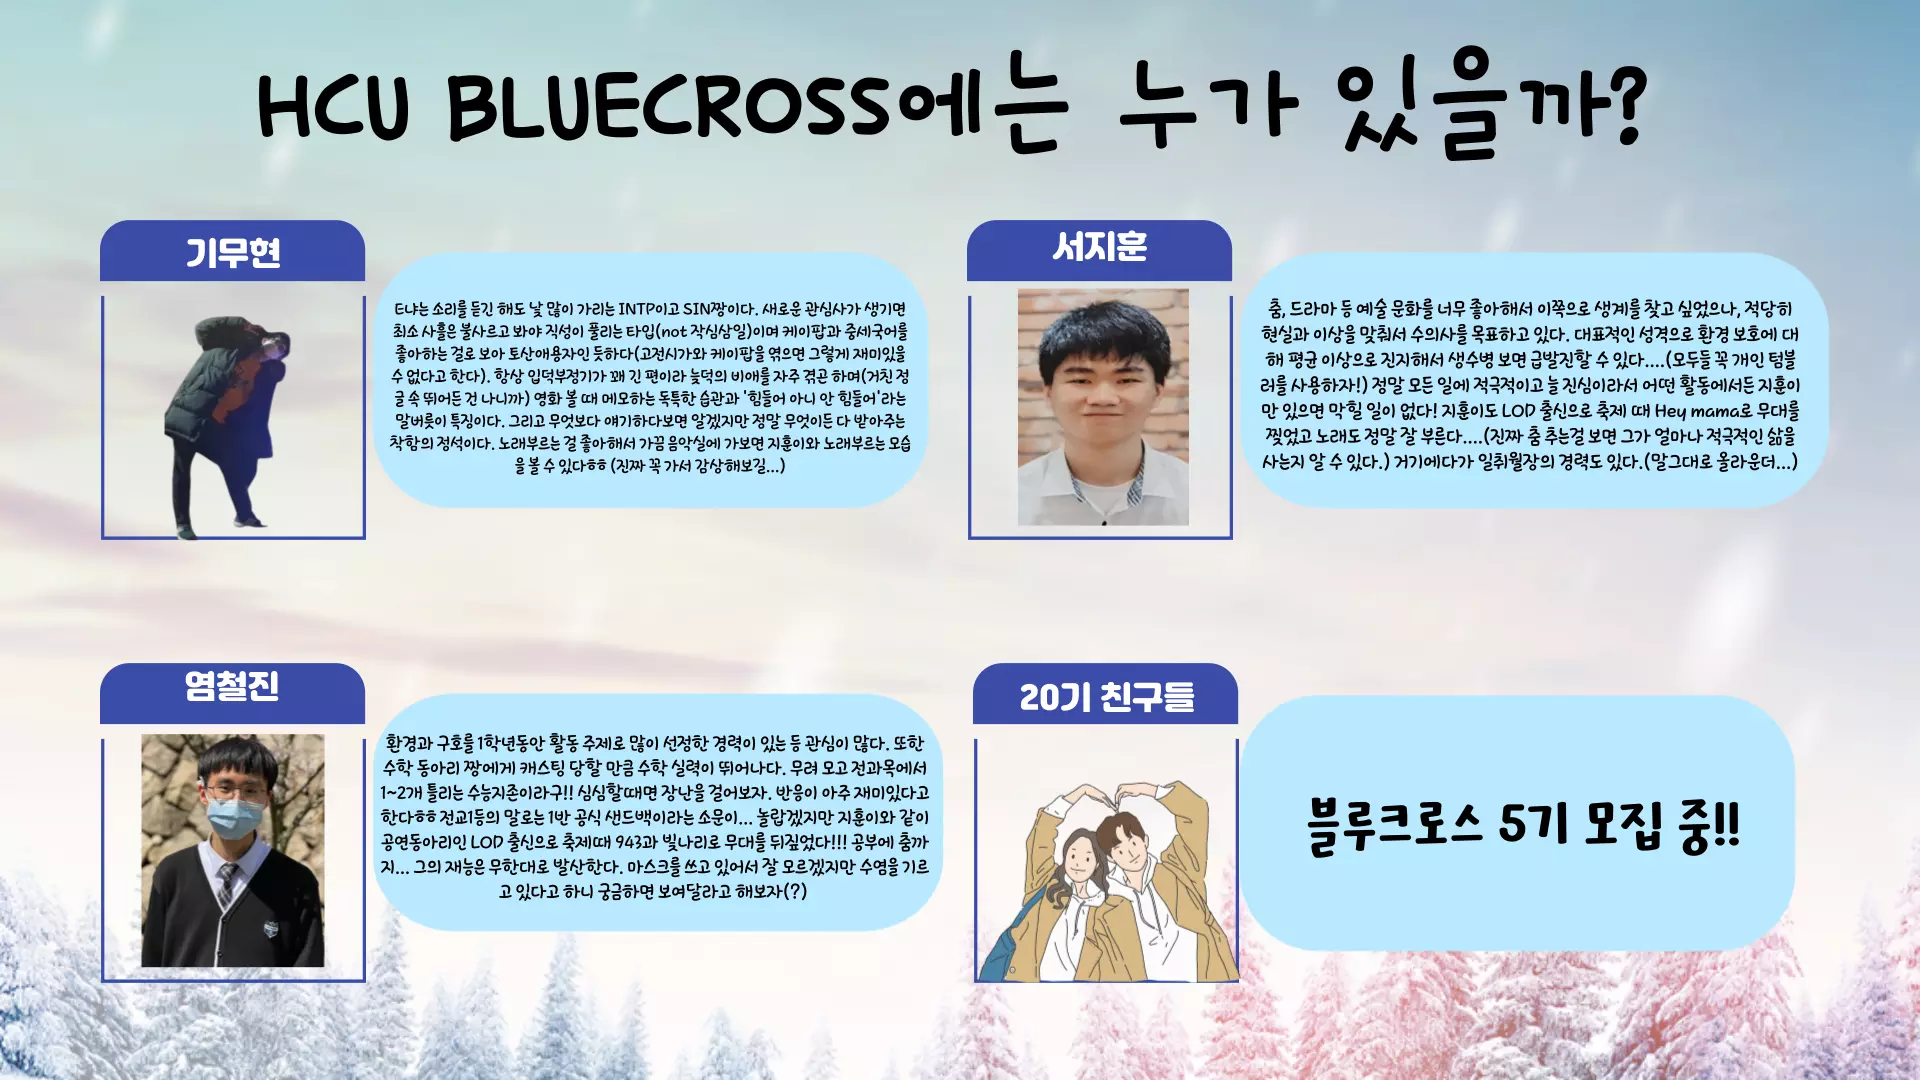 HCU BLUECROSS에는 누가 있을까?
기무현
E냐는 소리를 듣긴 해도 낯 많이 가리는 INTP이고 SIN짱이다. 새로운 관심사가 생기면
최소 사흘은 불사르고 봐야 직성이 풀리는 타입(not 작심삼일)이며 케이팝과 중세국어를
좋아하는 걸로 보아 토산애용자인 듯하다(고전시가와 케이팝을 엮으면 그렇게 재미있을
수 없다고 한다). 항상 입덕부정기가 꽤 긴 편이라 늦덕의 비애를 자주 겪곤 하며(거친 정
글 속 뛰어든 건 나니까) 영화 볼 때 메모하는 독특한 습관과 '힘들어 아니 안 힘들어'라는
말버릇이 특징이다. 그리고 무엇보다 얘기하다보면 알겠지만 정말 무엇이든 다 받아주는
착함의 정석이다. 노래부르는 걸 좋아해서 가끔 음악실에 가보면 지훈이와 노래부르는 모습
을 볼 수 있다ㅎㅎ (진짜 꼭 가서 감상해보길...)
서지훈
춤, 드라마 등 예술 문화를 너무 좋아해서 이쪽으로 생계를 찾고 싶었으나, 적당히
현실과 이상을 맞춰서 수의사를 목표하고 있다. 대표적인 성격으로 환경 보호에 대
해 평균 이상으로 진지해서 생수병 보면 급발진할 수 있다....(모두들 꼭 개인 텀블
러를 사용하자!) 정말 모든 일에 적극적이고 늘 진심이라서 어떤 활동에서든 지훈이
만 있으면 막힐 일이 없다! 지훈이도 LOD 출신으로 축제 때 Hey mama로 무대를
찢었고 노래도 정말 잘 부른다....(진짜 춤 추는걸 보면 그가 얼마나 적극적인 삶을
사는지 알 수 있다.) 거기에다가 일취월장의 경력도 있다.(말그대로 올라운더...)
염철진
환경과 구호를 1학년동안 활동 주제로 많이 선정한 경력이 있는 등 관심이 많다. 또한
수학 동아리 짱에게 캐스팅 당할 만큼 수학 실력이 뛰어나다. 무려 모고 전과목에서
1~2개 틀리는 수능지존이라구!! 심심할때면 장난을 걸어보자. 반응이 아주 재미있다고
한다ㅎㅎ 전교1등의 말로는 1반 공식 샌드백이라는 소문이... 놀랍겠지만 지훈이와 같이
공연동아리인 LOD 출신으로 축제때 943과 빛나리로 무대를 뒤짚었다!!! 공부에 춤까
지... 그의 재능은 무한대로 발산한다. 마스크를 쓰고 있어서 잘 모르겠지만 수염을 기르
고 있다고 하니 궁금하면 보여달라고 해보자(?)
20기 친구들
블루크로스 5기 모집 중!!